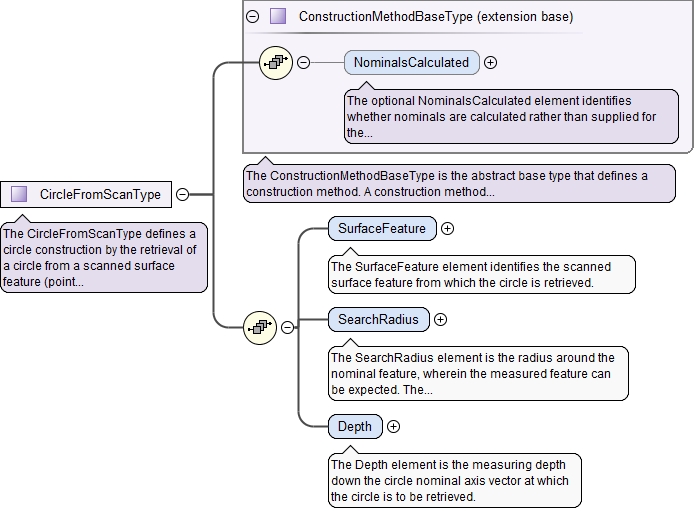 ConstructionMethodBaseType (extension base)
NominalsCalculated
The optional NominalsCalculated element identifies
whether nominals are calculated rather than supplied for
the...
The ConstructionMethodBaseType is the abstract base type that defines a
construction method. A construction method...
CircleFromScanType
The CircleFromScanType defines a
circle construction by the retrieval of
a circle from a scanned surface
feature (point...
SurfaceFeature
The SurfaceFeature element identifies the scanned
surface feature from which the circle is retrieved.
SearchRadius
The SearchRadius element is the radius around the
nominal feature, wherein the measured feature can
be expected. The...
Depth
The Depth element is the measuring depth
down the circle nominal axis vector at which
the circle is to be retrieved.